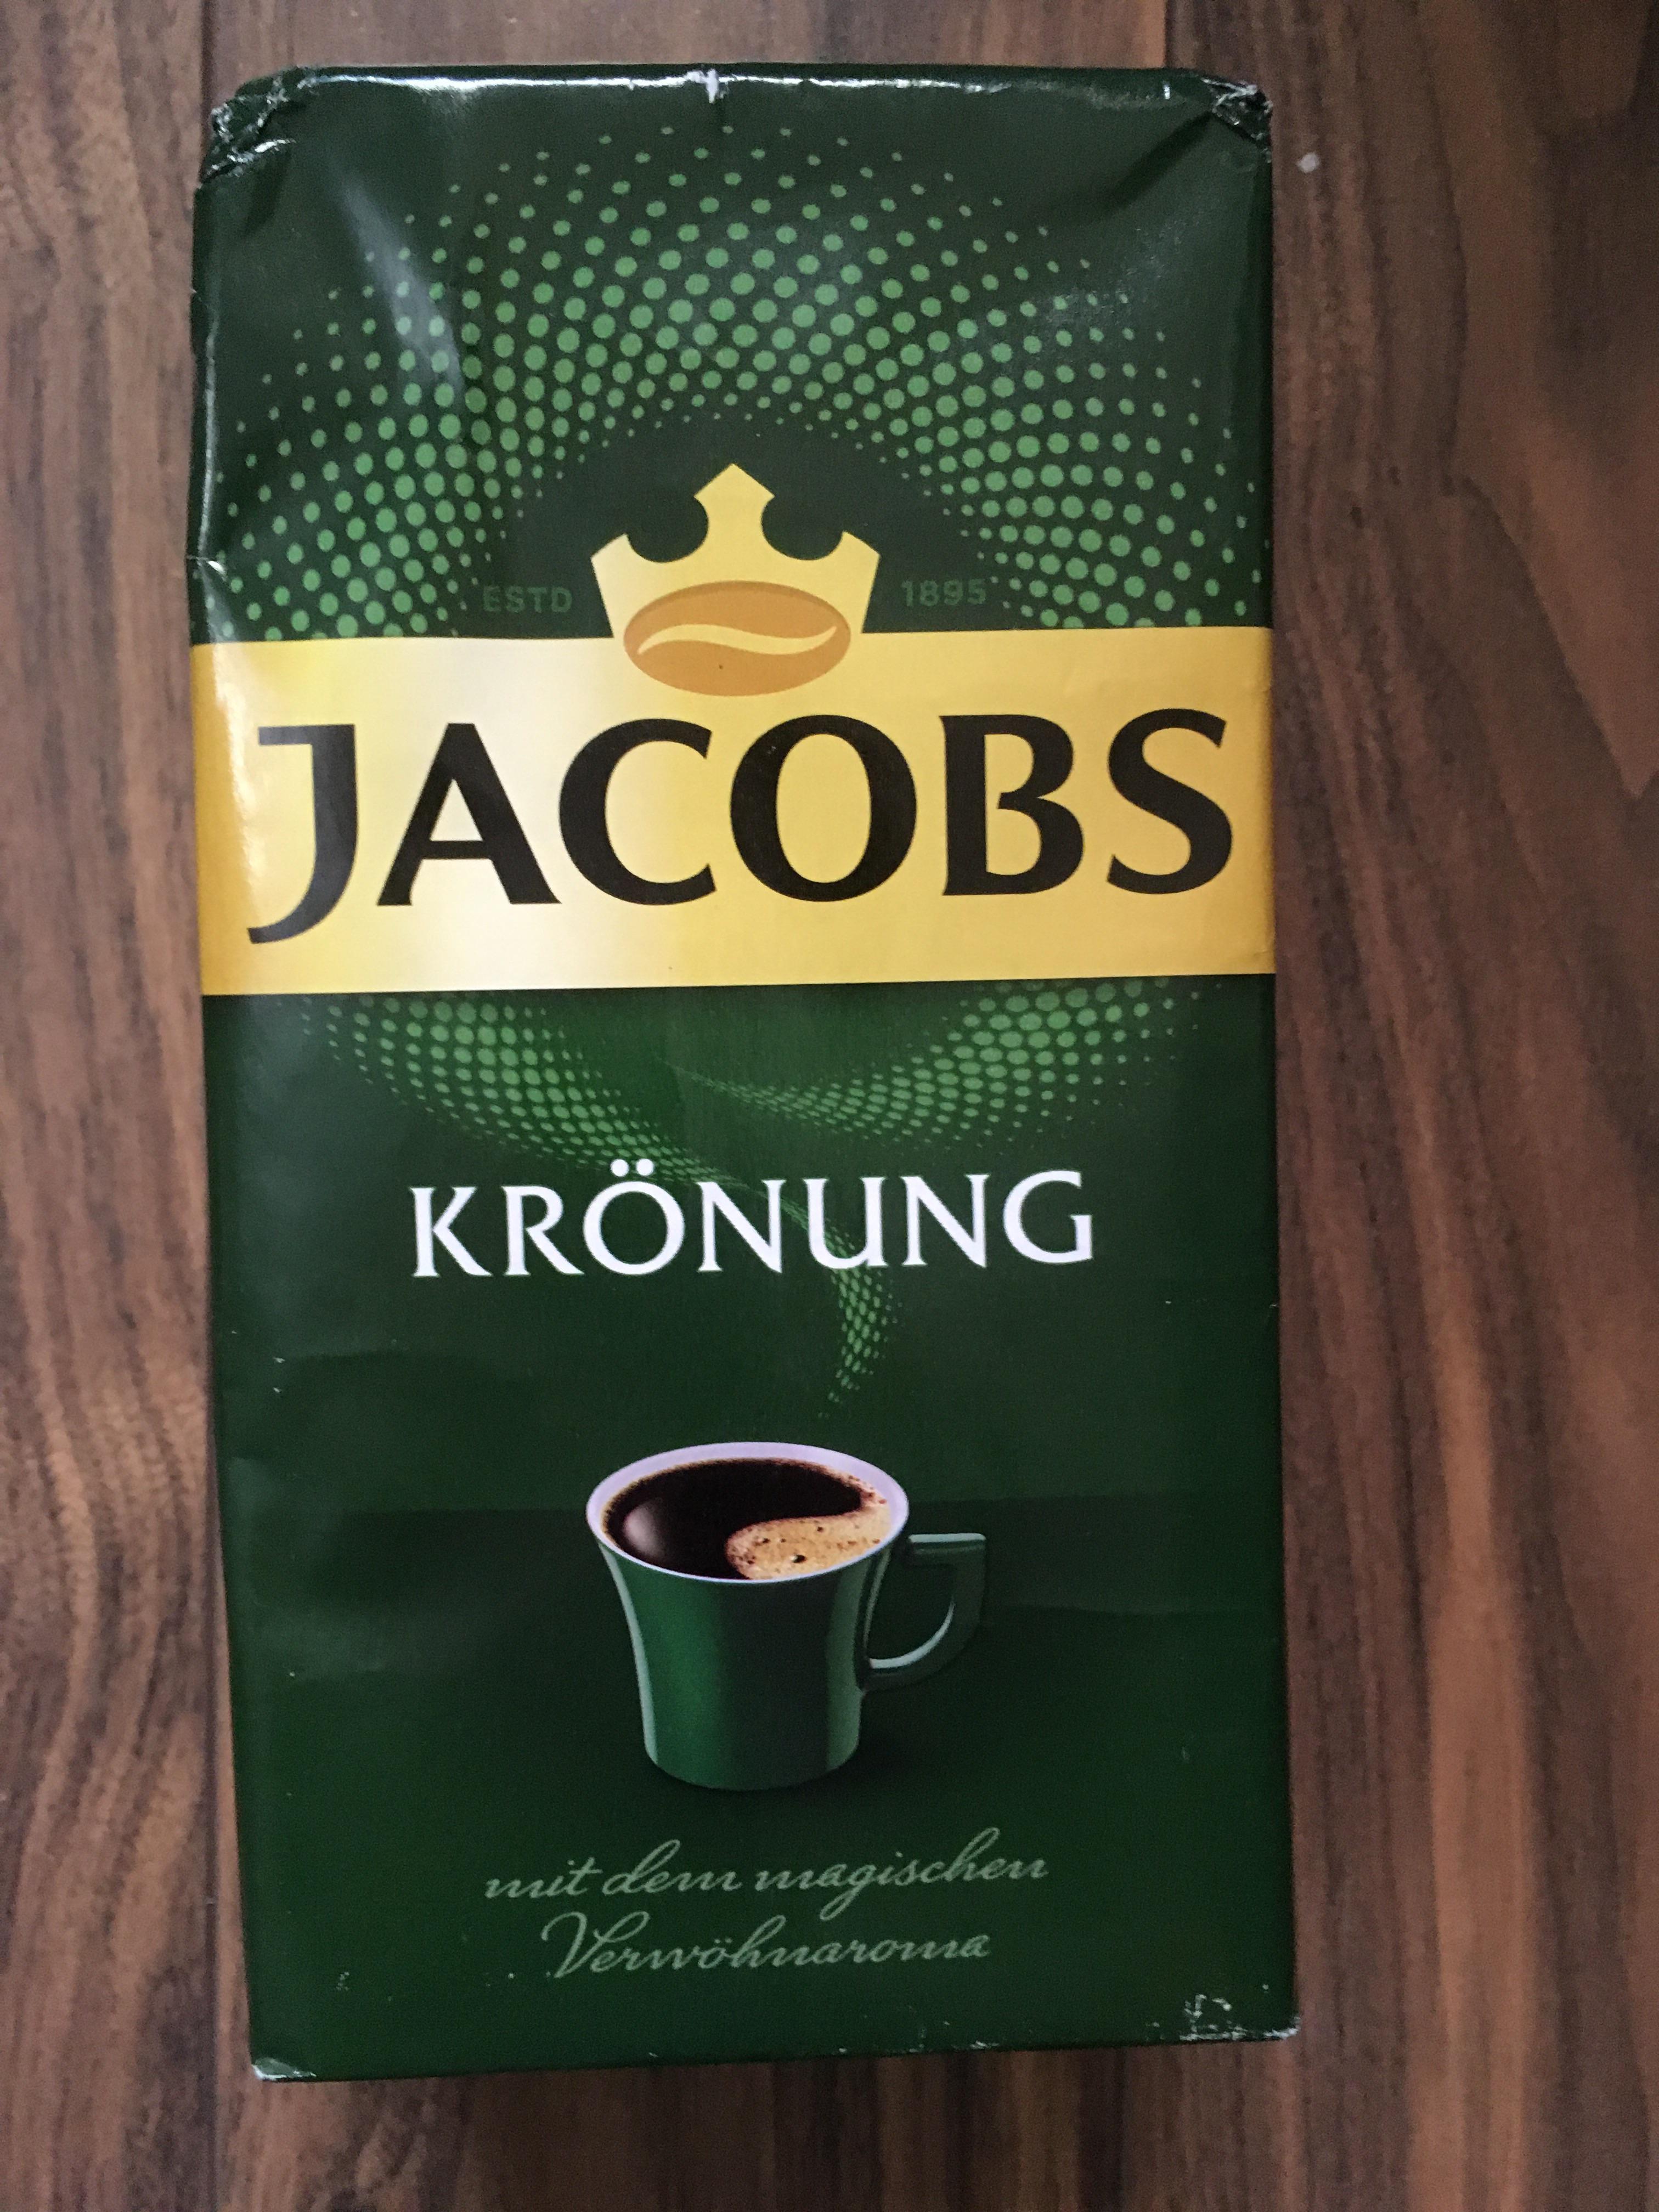 ESTD 1895
JACOBS
KRÖNUNG
mit dem magischen
Verwöhnaroma